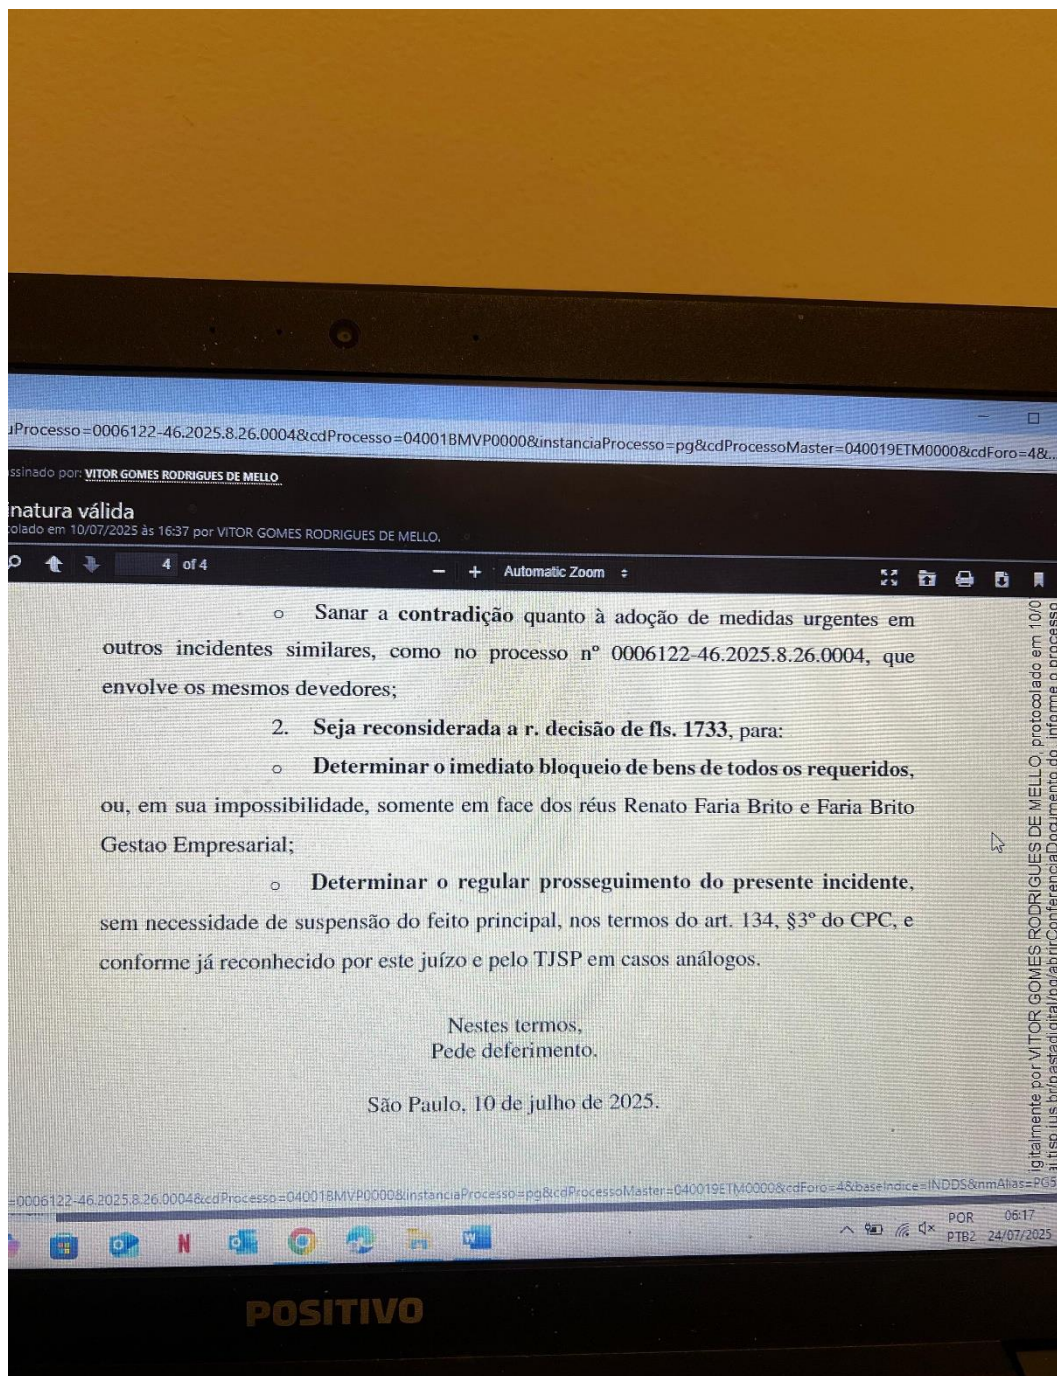 uProcesso=0006122-46.2025.8.26.0004&cdProcesso=04001BMVP0000&instanciaProcesso=pg&cdProcessoMaster=040019ETM0000&cdForo=4&...
ssinado por: VITOR GOMES RODRIGUES DE MELLO
inatura válida
colado em 10/07/2025 às 16:37 por VITOR GOMES RODRIGUES DE MELLO.
4 of 4
− + Automatic Zoom
○ Sanar a contradição quanto à adoção de medidas urgentes em
outros incidentes similares, como no processo nº 0006122-46.2025.8.26.0004, que
envolve os mesmos devedores;
2. Seja reconsiderada a r. decisão de fls. 1733, para:
○ Determinar o imediato bloqueio de bens de todos os requeridos,
ou, em sua impossibilidade, somente em face dos réus Renato Faria Brito e Faria Brito
Gestao Empresarial;
○ Determinar o regular prosseguimento do presente incidente,
sem necessidade de suspensão do feito principal, nos termos do art. 134, §3º do CPC, e
conforme já reconhecido por este juízo e pelo TJSP em casos análogos.
Nestes termos,
Pede deferimento.
São Paulo, 10 de julho de 2025.
igitalmente por VITOR GOMES RODRIGUES DE MELLO, protocolado em 10/0
/pastadigital/pg/abrirConferenciaDocumento.do, informe o processo
=0006122-46.2025.8.26.0004&cdProcesso=04001BMVP0000&instanciaProcesso=pg&cdProcessoMaster=040019ETM0000&cdForo=4&baseIndice=INDDS&nmAlias=PG5
POR 06:17
PTB2 24/07/2025
POSITIVO